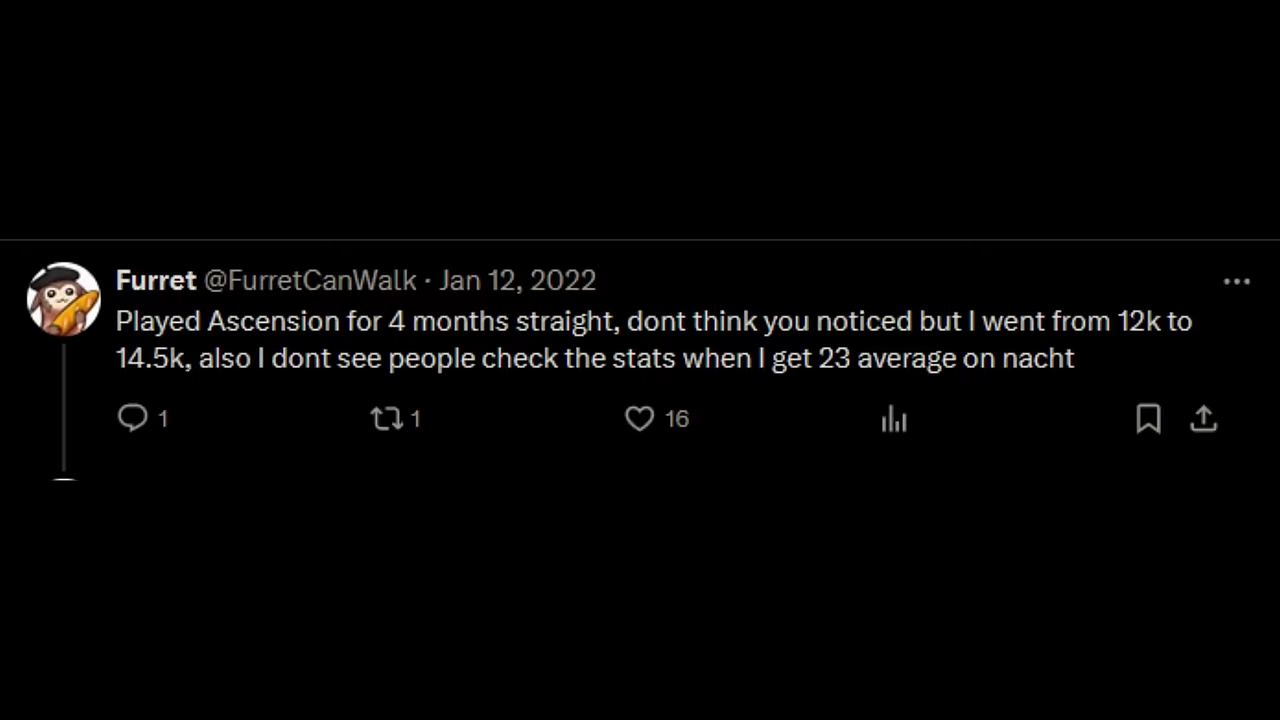 Furret @FurretCanWalk · Jan 12, 2022
Played Ascension for 4 months straight, dont think you noticed but I went from 12k to
14.5k, also I dont see people check the stats when I get 23 average on nacht
1 1 16